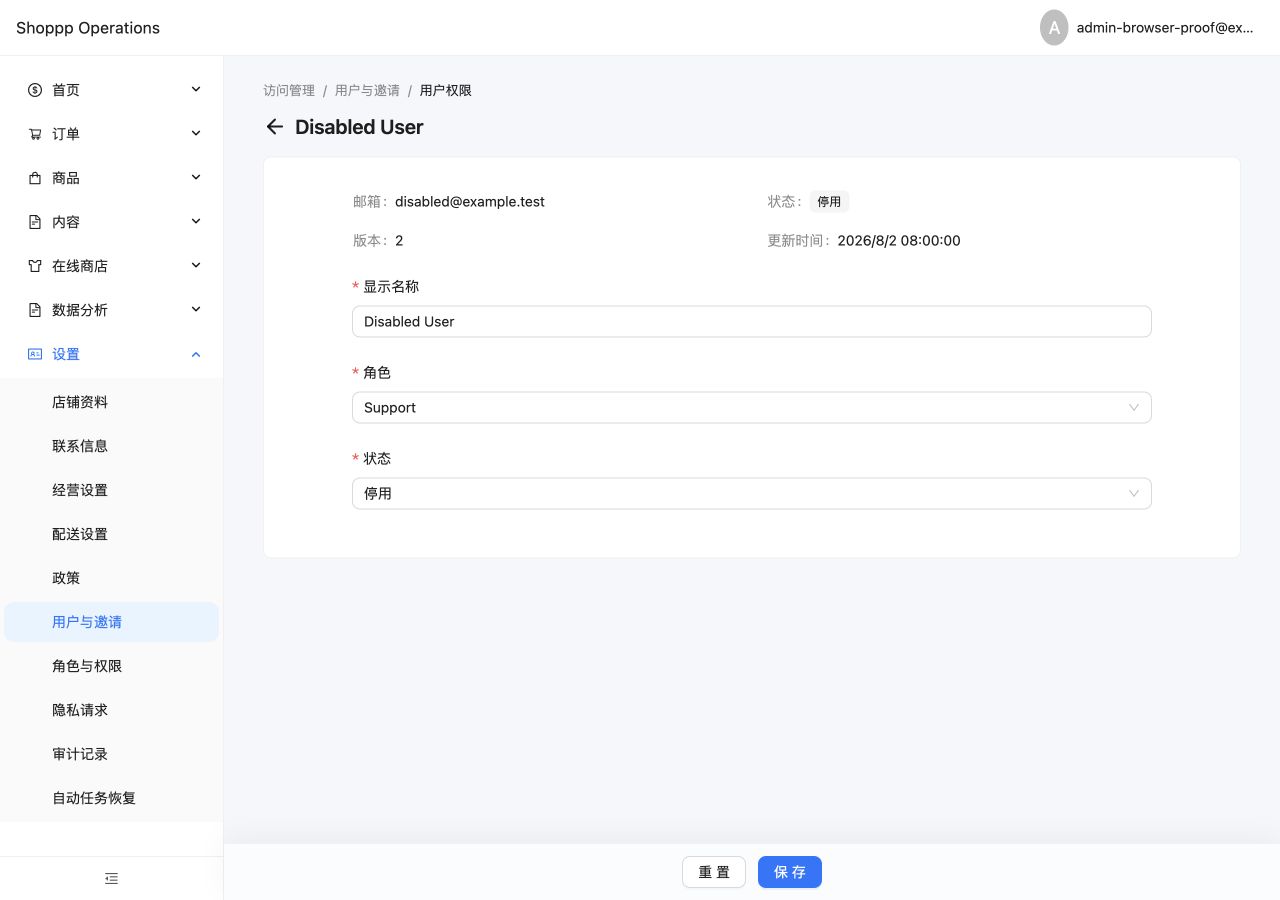 Shoppp Operations
A admin-browser-proof@ex...
首页
订单
商品
内容
在线商店
数据分析
设置
店铺资料
联系信息
经营设置
配送设置
政策
用户与邀请
角色与权限
隐私请求
审计记录
自动任务恢复
访问管理 / 用户与邀请 / 用户权限
Disabled User
邮箱: disabled@example.test
状态: 停用
版本: 2
更新时间: 2026/8/2 08:00:00
* 显示名称
Disabled User
* 角色
Support
* 状态
停用
重 置
保 存